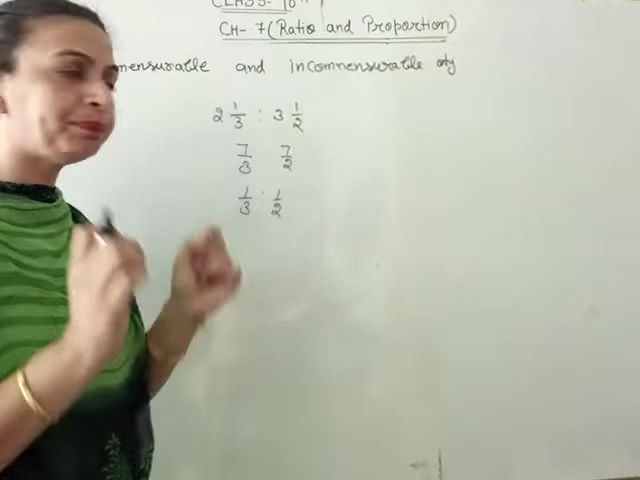 CLASS- 10th
CH- 7 (Ratio and Proportion)
mensurable and incommensurable qty
2 1/3 : 3 1/2
7/3 7/2
1/3 : 1/2